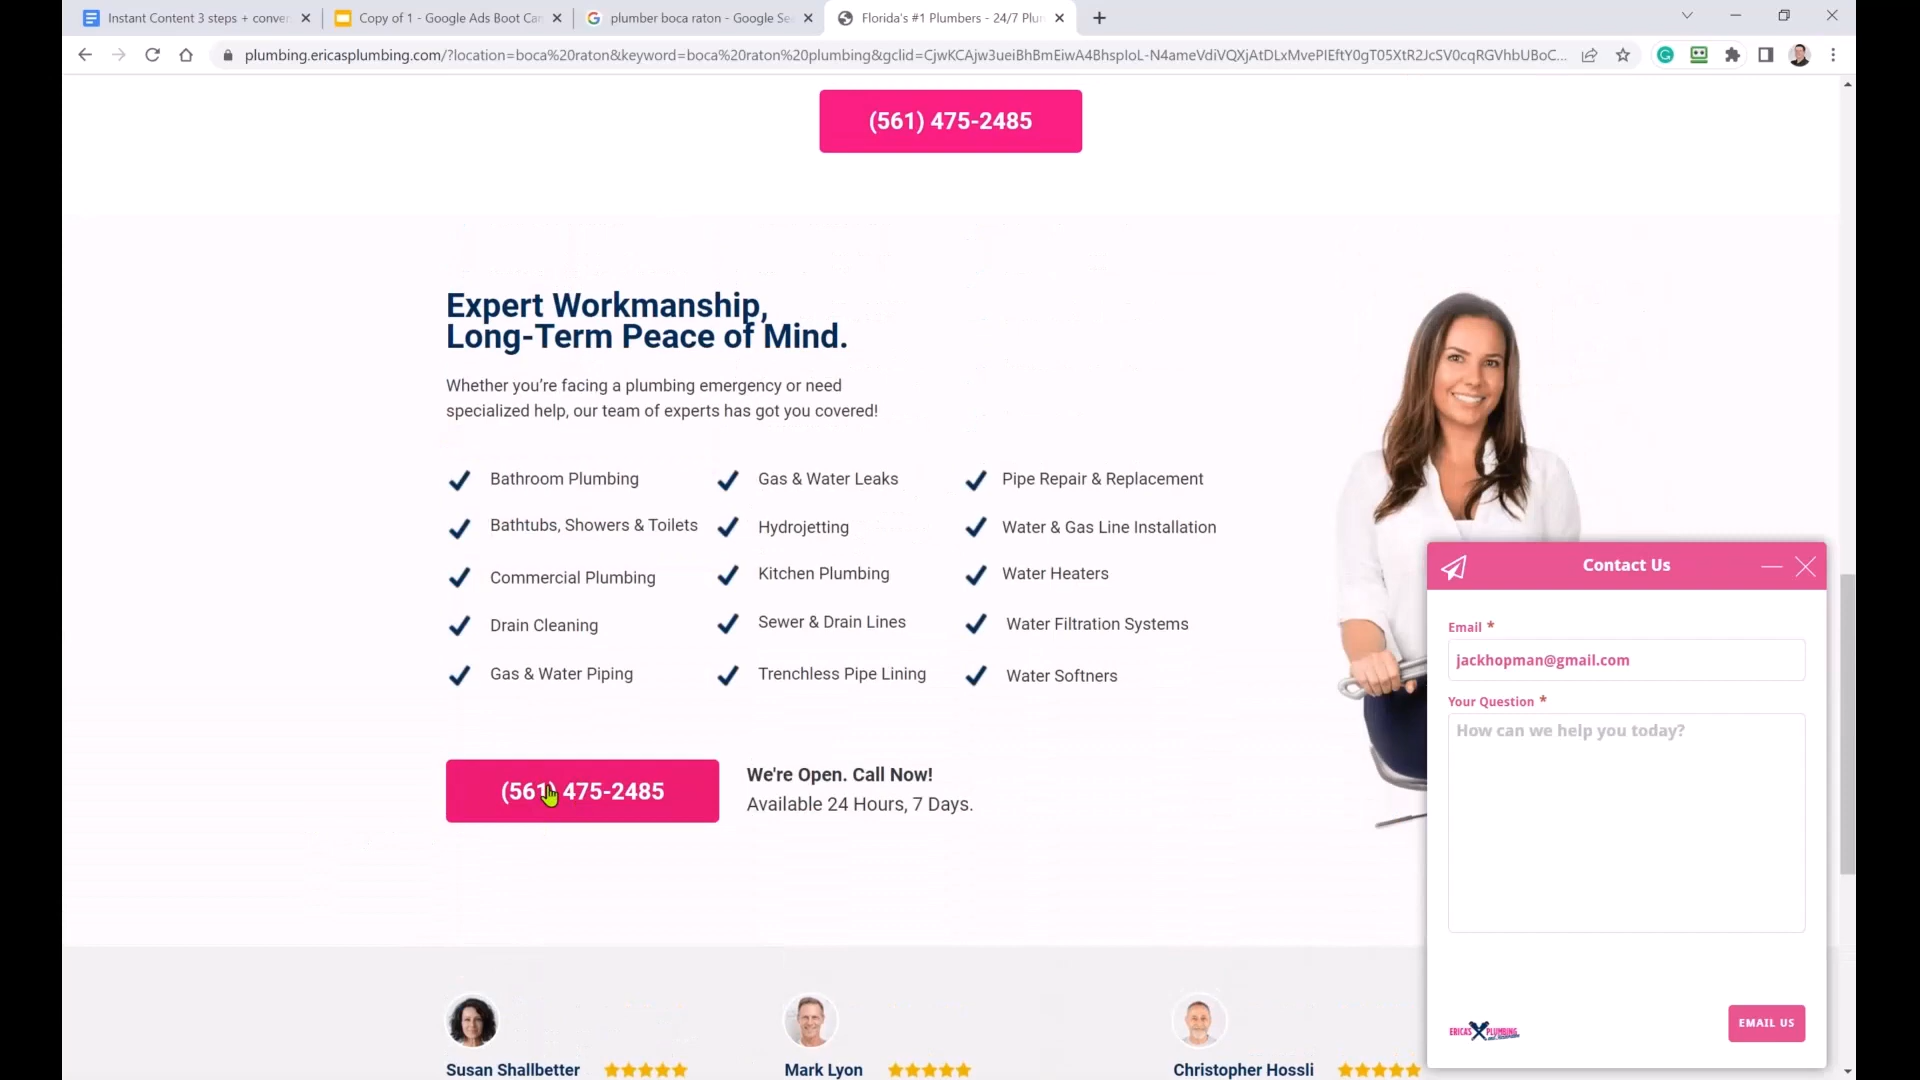 Instant Content 3 steps + conver
Copy of 1 - Google Ads Boot Ca
plumber boca raton - Google Se
Florida's #1 Plumbers - 24/7 Plu
plumbing.ericasplumbing.com/?location=boca%20raton&keyword=boca%20raton%20plumbing&gclid=CjwKCAjw3ueiBhBmEiwA4BhspIoL-N4ameVdiVQXjAtDLxMvePIEftY0gT05XtR2JcSV0cqRGVhbUBoC...
(561) 475-2485
Expert Workmanship,
Long-Term Peace of Mind.
Whether you’re facing a plumbing emergency or need
specialized help, our team of experts has got you covered!
Bathroom Plumbing
Bathtubs, Showers & Toilets
Commercial Plumbing
Drain Cleaning
Gas & Water Piping
Gas & Water Leaks
Hydrojetting
Kitchen Plumbing
Sewer & Drain Lines
Trenchless Pipe Lining
Pipe Repair & Replacement
Water & Gas Line Installation
Water Heaters
Water Filtration Systems
Water Softners
(561) 475-2485
We're Open. Call Now!
Available 24 Hours, 7 Days.
Susan Shallbetter
Mark Lyon
Christopher Hossli
Contact Us
Email *
jackhopman@gmail.com
Your Question *
How can we help you today?
ERICAS PLUMBING
EMAIL US